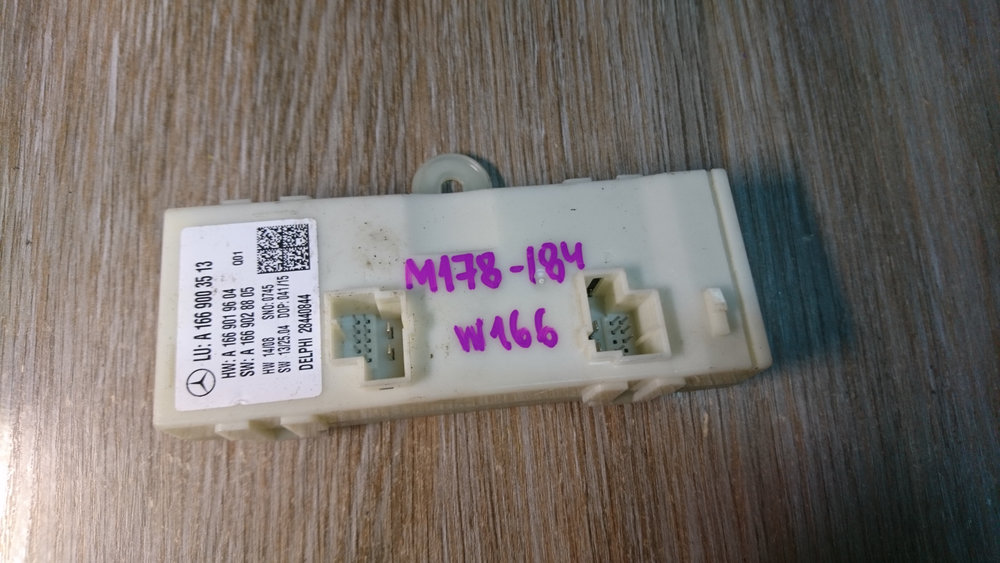 LU: A 166 900 35 13
HW: A 166 901 96 04 Q01
SW: A 166 902 88 05
HW 14/08 SNO: 0745
SW 13/25.04 DOP: 041/15
DELPHI 28440844
M178-184
W166